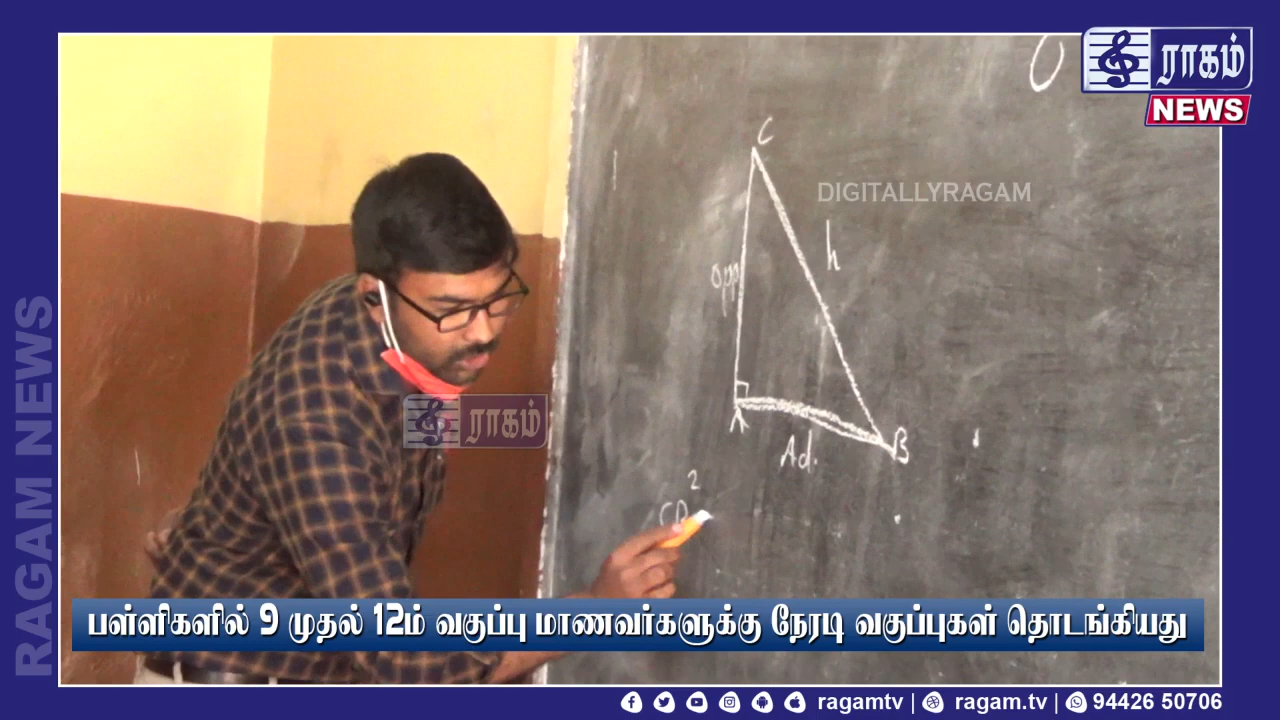 ராகம்
NEWS
DIGITALLYRAGAM
C
opp
h
A
B
Ad.
2
ராகம்
RAGAM NEWS
பள்ளிகளில் 9 முதல் 12ம் வகுப்பு மாணவர்களுக்கு நேரடி வகுப்புகள் தொடங்கியது
ragamtv | ragam.tv | 94426 50706